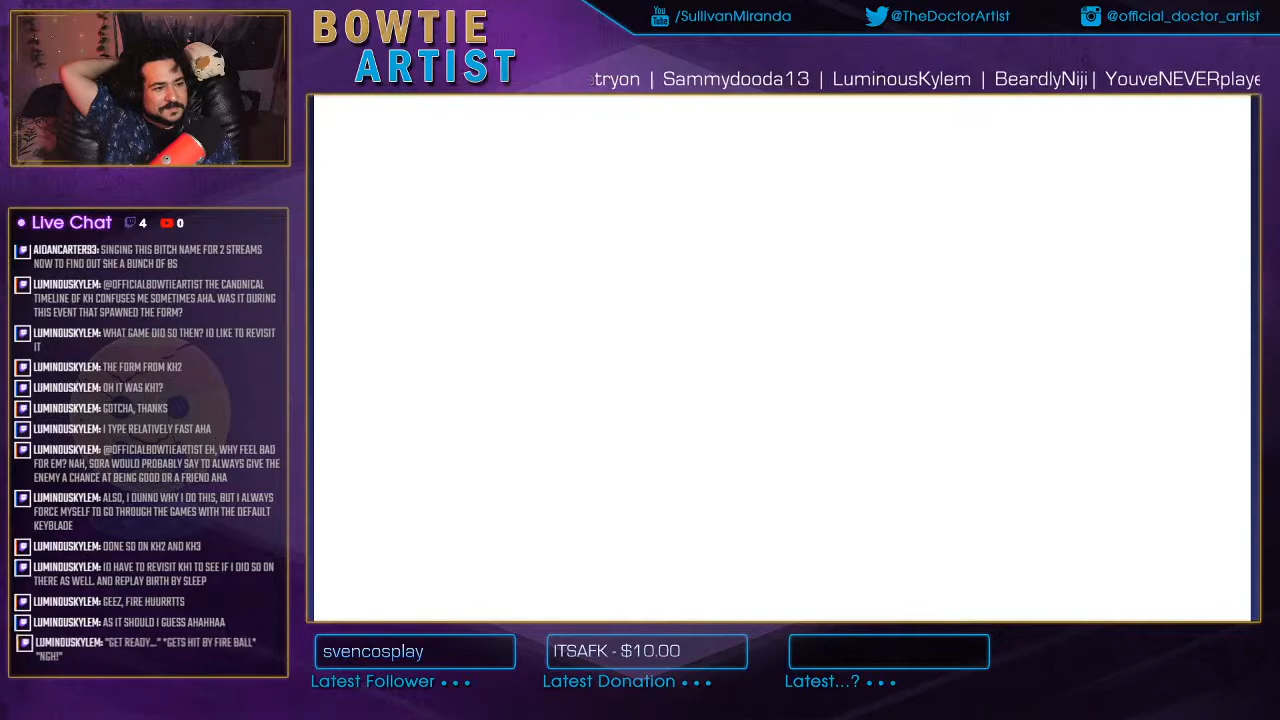 BOWTIE
ARTIST
/SullivanMiranda
@TheDoctorArtist
@official_doctor_artist
tryon | Sammydooda13 | LuminousKylem | BeardlyNiji | YouveNEVERplaye
Live Chat 4 0
AIDANCARTER93: SINGING THIS BITCH NAME FOR 2 STREAMS
NOW TO FIND OUT SHE A BUNCH OF BS
LUMINOUSKYLEM: @OFFICIALBOWTIEARTIST THE CANONICAL
TIMELINE OF KH CONFUSES ME SOMETIMES AHA. WAS IT DURING
THIS EVENT THAT SPAWNED THE FORM?
LUMINOUSKYLEM: WHAT GAME DID SO THEN? ID LIKE TO REVISIT
IT
LUMINOUSKYLEM: THE FORM FROM KH2
LUMINOUSKYLEM: OH IT WAS KH1?
LUMINOUSKYLEM: GOTCHA, THANKS
LUMINOUSKYLEM: I TYPE RELATIVELY FAST AHA
LUMINOUSKYLEM: @OFFICIALBOWTIEARTIST EH, WHY FEEL BAD
FOR EM? NAH, SORA WOULD PROBABLY SAY TO ALWAYS GIVE THE
ENEMY A CHANCE AT BEING GOOD OR A FRIEND AHA
LUMINOUSKYLEM: ALSO, I DUNNO WHY I DO THIS, BUT I ALWAYS
FORCE MYSELF TO GO THROUGH THE GAMES WITH THE DEFAULT
KEYBLADE
LUMINOUSKYLEM: DONE SO ON KH2 AND KH3
LUMINOUSKYLEM: ID HAVE TO REVISIT KH1 TO SEE IF I DID SO ON
THERE AS WELL. AND REPLAY BIRTH BY SLEEP
LUMINOUSKYLEM: GEEZ, FIRE HUURRTTS
LUMINOUSKYLEM: AS IT SHOULD I GUESS AHAHHAA
LUMINOUSKYLEM: "GET READY..." *GETS HIT BY FIRE BALL*
"NGH!"
svencosplay
ITSAFK - $10.00
Latest Follower • • •
Latest Donation • • •
Latest...? • • •